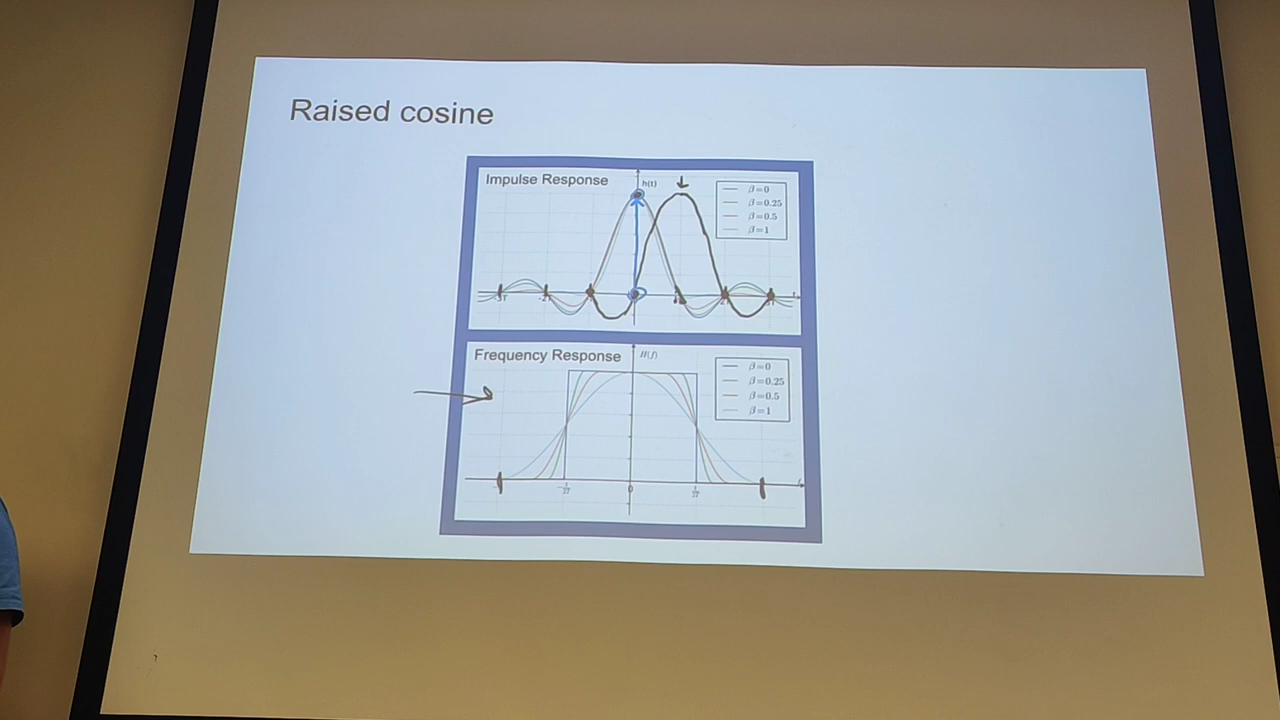 Raised cosine
Impulse Response
h(t)
β=0
β=0.25
β=0.5
β=1
Frequency Response
H(f)
β=0
β=0.25
β=0.5
β=1
0